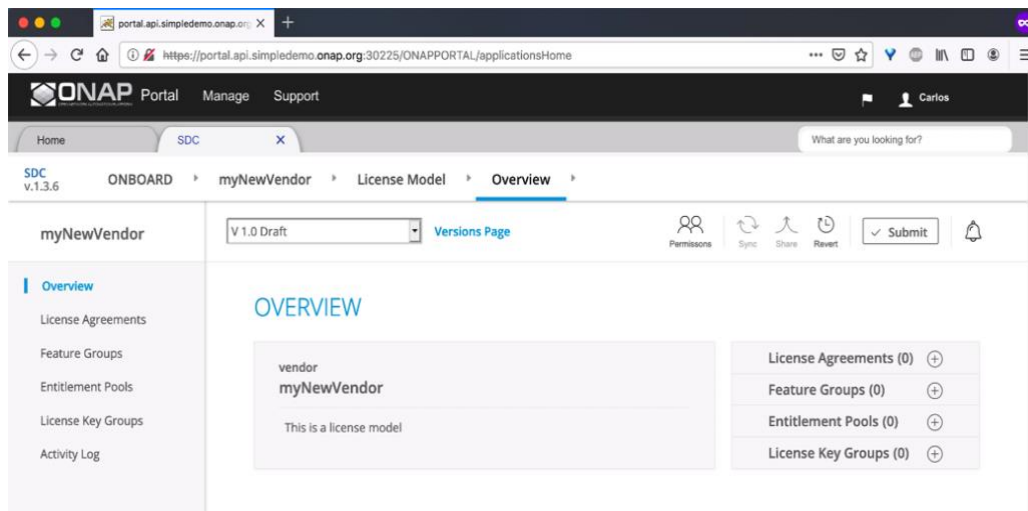 portal.api.simpledemo.onap.org
https://portal.api.simpledemo.onap.org:30225/ONAPPORTAL/applicationsHome
ONAP Portal Manage Support Carlos
Home SDC What are you looking for?
SDC
v.1.3.6
ONBOARD myNewVendor License Model Overview
myNewVendor
V 1.0 Draft Versions Page
Permissons Sync Share Revert Submit
Overview
License Agreements
Feature Groups
Entitlement Pools
License Key Groups
Activity Log
OVERVIEW
vendor
myNewVendor
This is a license model
License Agreements (0)
Feature Groups (0)
Entitlement Pools (0)
License Key Groups (0)